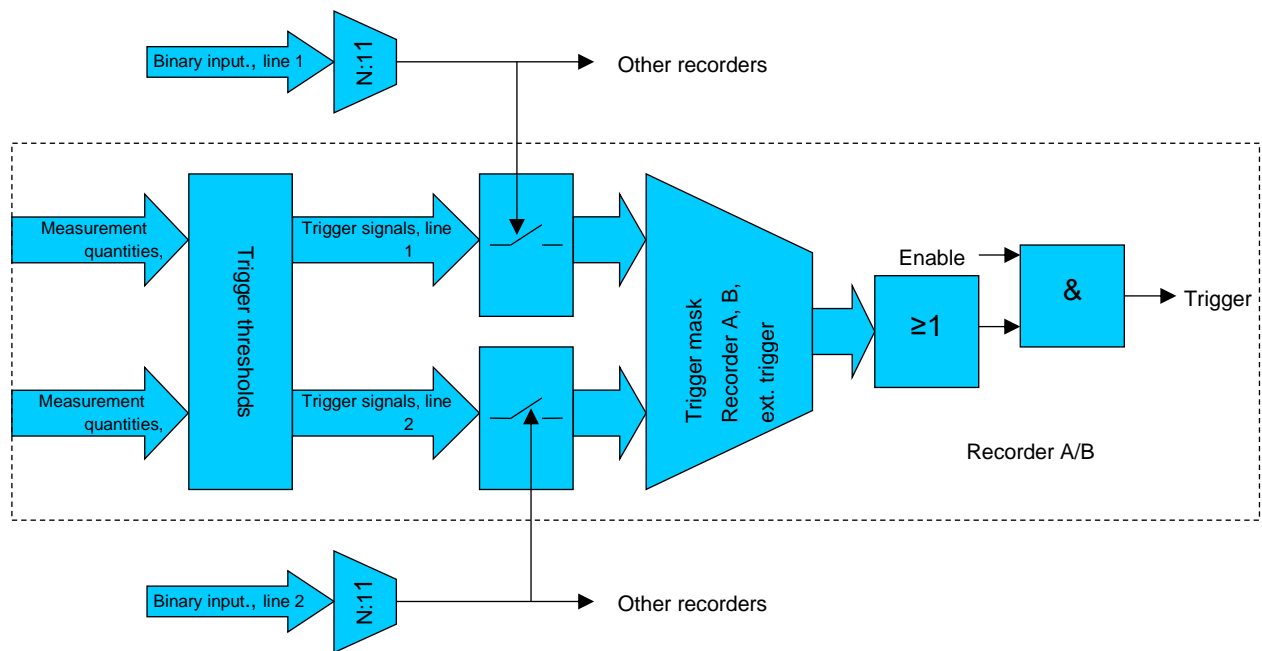 Binary input., line 1
N:11
Other recorders
Measurement
quantities,
Trigger thresholds
Trigger signals, line
1
Trigger mask
Recorder A, B,
ext. trigger
Enable
≥1
&
Trigger
Measurement
quantities,
Trigger signals, line
2
Recorder A/B
Binary input., line 2
N:11
Other recorders